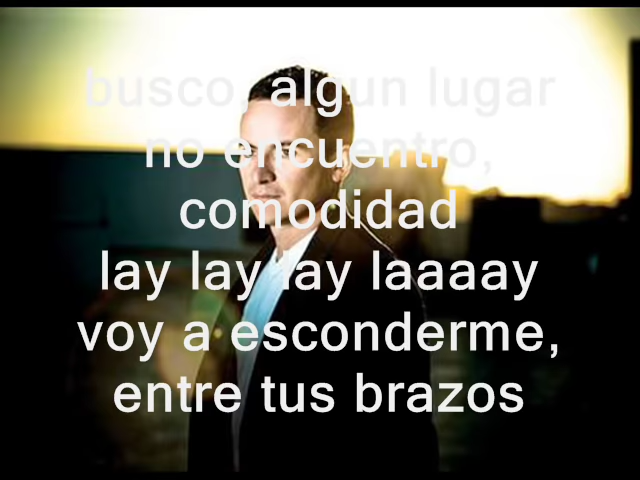 busco, algun lugar
no encuentro,
comodidad
lay lay lay laaaay
voy a esconderme,
entre tus brazos